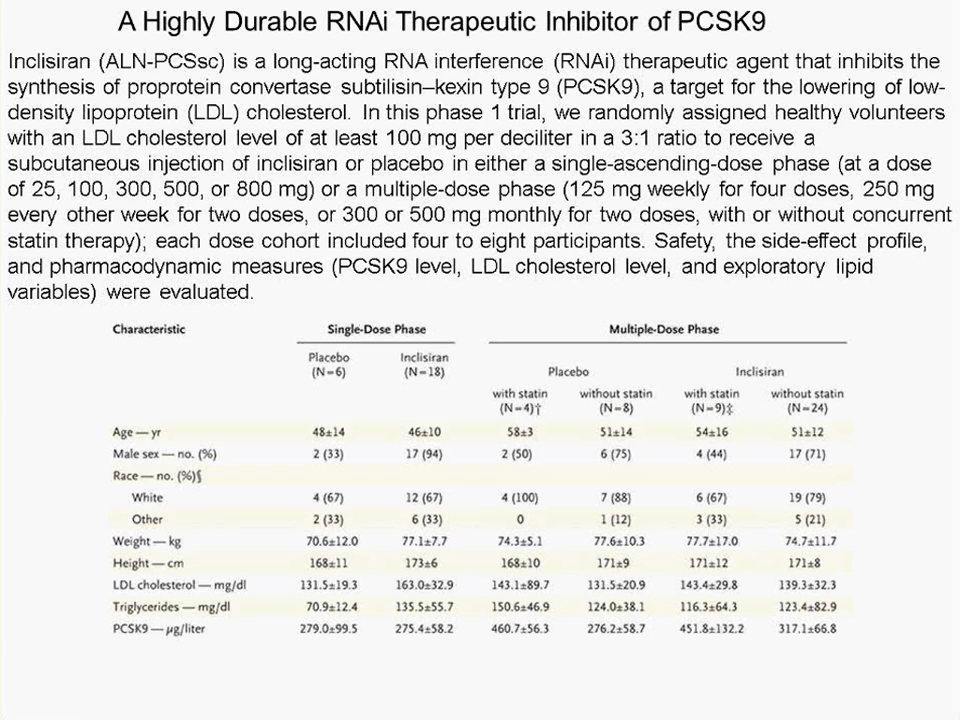 A Highly Durable RNAi Therapeutic Inhibitor of PCSK9
Inclisiran (ALN-PCSsc) is a long-acting RNA interference (RNAi) therapeutic agent that inhibits the
synthesis of proprotein convertase subtilisin–kexin type 9 (PCSK9), a target for the lowering of low-
density lipoprotein (LDL) cholesterol. In this phase 1 trial, we randomly assigned healthy volunteers
with an LDL cholesterol level of at least 100 mg per deciliter in a 3:1 ratio to receive a
subcutaneous injection of inclisiran or placebo in either a single-ascending-dose phase (at a dose
of 25, 100, 300, 500, or 800 mg) or a multiple-dose phase (125 mg weekly for four doses, 250 mg
every other week for two doses, or 300 or 500 mg monthly for two doses, with or without concurrent
statin therapy); each dose cohort included four to eight participants. Safety, the side-effect profile,
and pharmacodynamic measures (PCSK9 level, LDL cholesterol level, and exploratory lipid
variables) were evaluated.
Characteristic Single-Dose Phase Multiple-Dose Phase
Placebo (N=6) Inclisiran (N=18) Placebo Inclisiran
with statin (N=4)† without statin (N=8) with statin (N=9)‡ without statin (N=24)
Age — yr 48±14 46±10 58±3 51±14 54±16 51±12
Male sex — no. (%) 2 (33) 17 (94) 2 (50) 6 (75) 4 (44) 17 (71)
Race — no. (%)§
White 4 (67) 12 (67) 4 (100) 7 (88) 6 (67) 19 (79)
Other 2 (33) 6 (33) 0 1 (12) 3 (33) 5 (21)
Weight — kg 70.6±12.0 77.1±7.7 74.3±5.1 77.6±10.3 77.7±17.0 74.7±11.7
Height — cm 168±11 173±6 168±10 171±9 171±12 171±8
LDL cholesterol — mg/dl 131.5±19.3 163.0±32.9 143.1±89.7 131.5±20.9 143.4±29.8 139.3±32.3
Triglycerides — mg/dl 70.9±12.4 135.5±55.7 150.6±46.9 124.0±38.1 116.3±64.3 123.4±82.9
PCSK9 — μg/liter 279.0±99.5 275.4±58.2 460.7±56.3 276.2±58.7 451.8±132.2 317.1±66.8